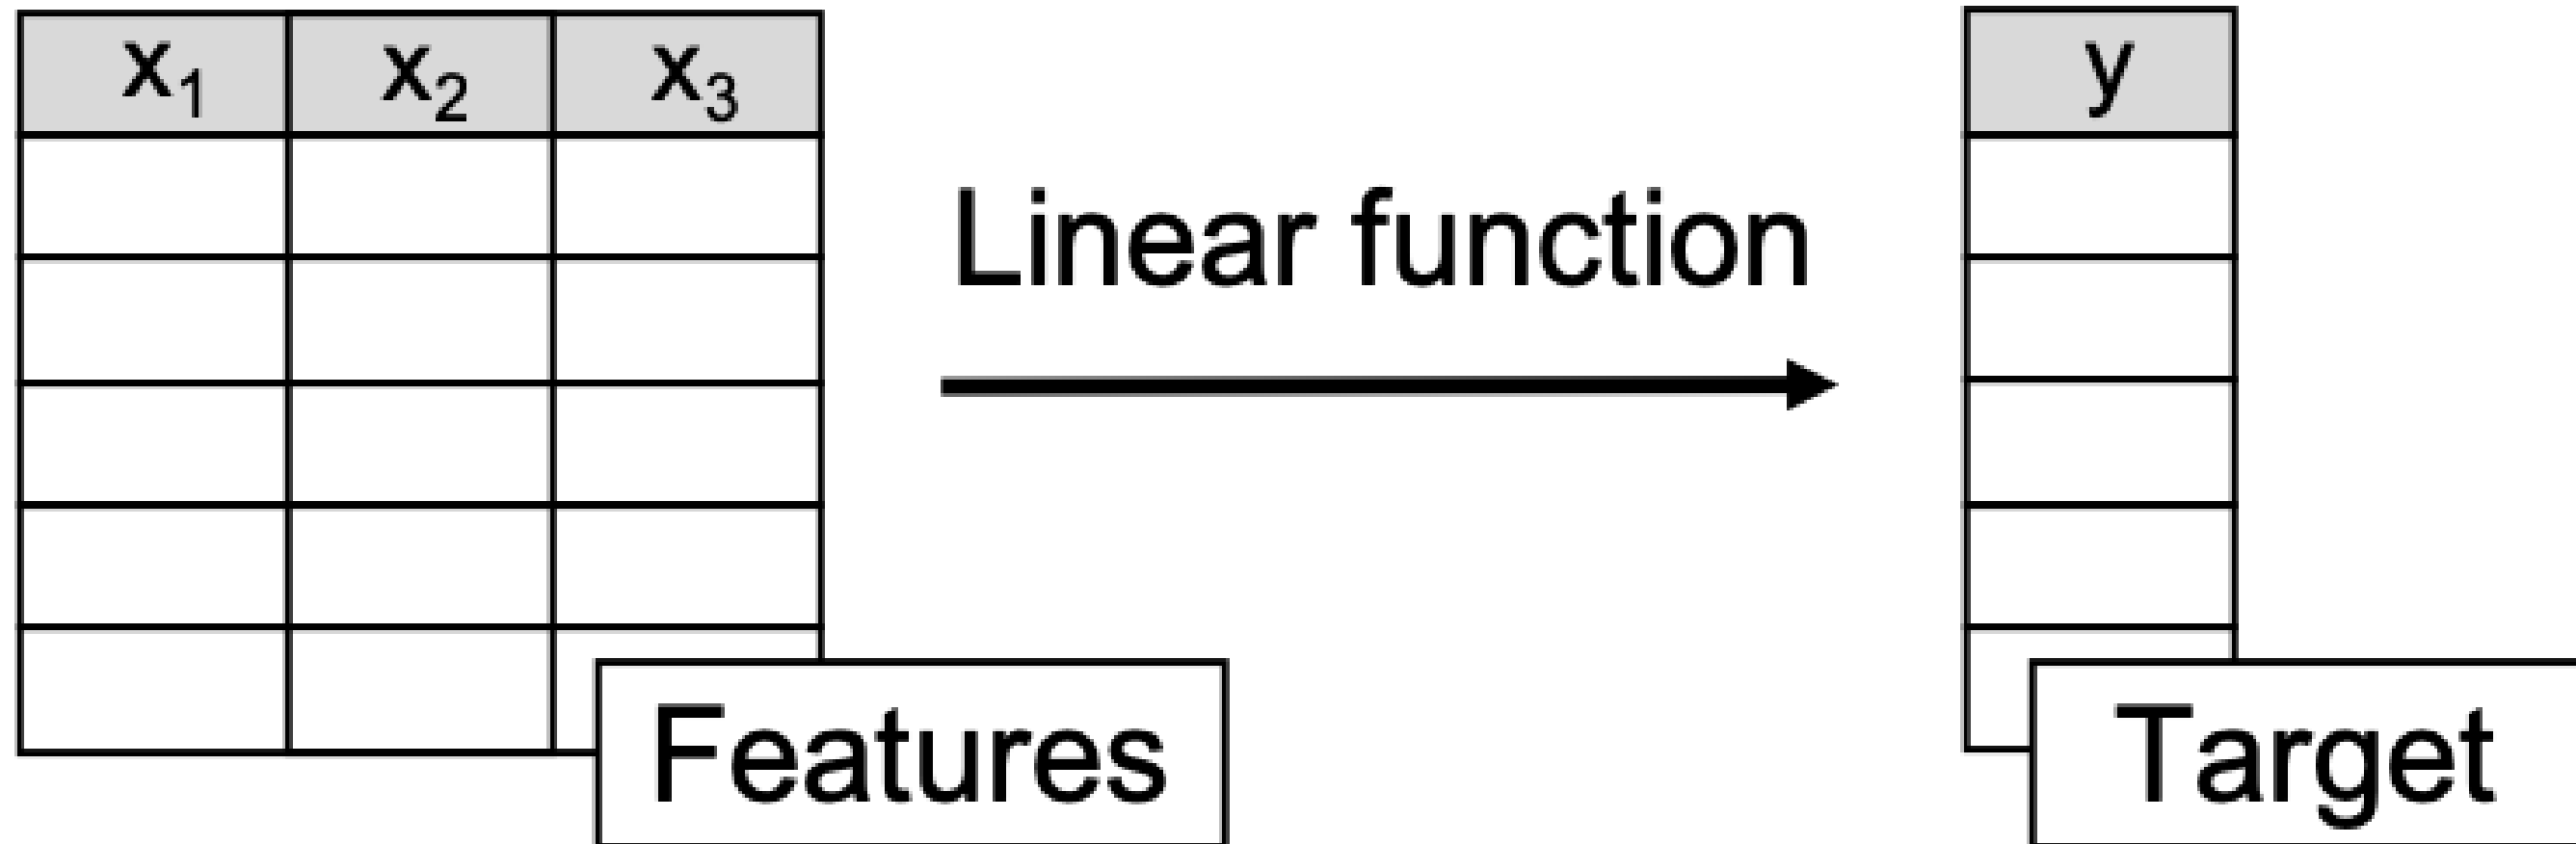 x₁ x₂ x₃
y
Linear function
Features
Target